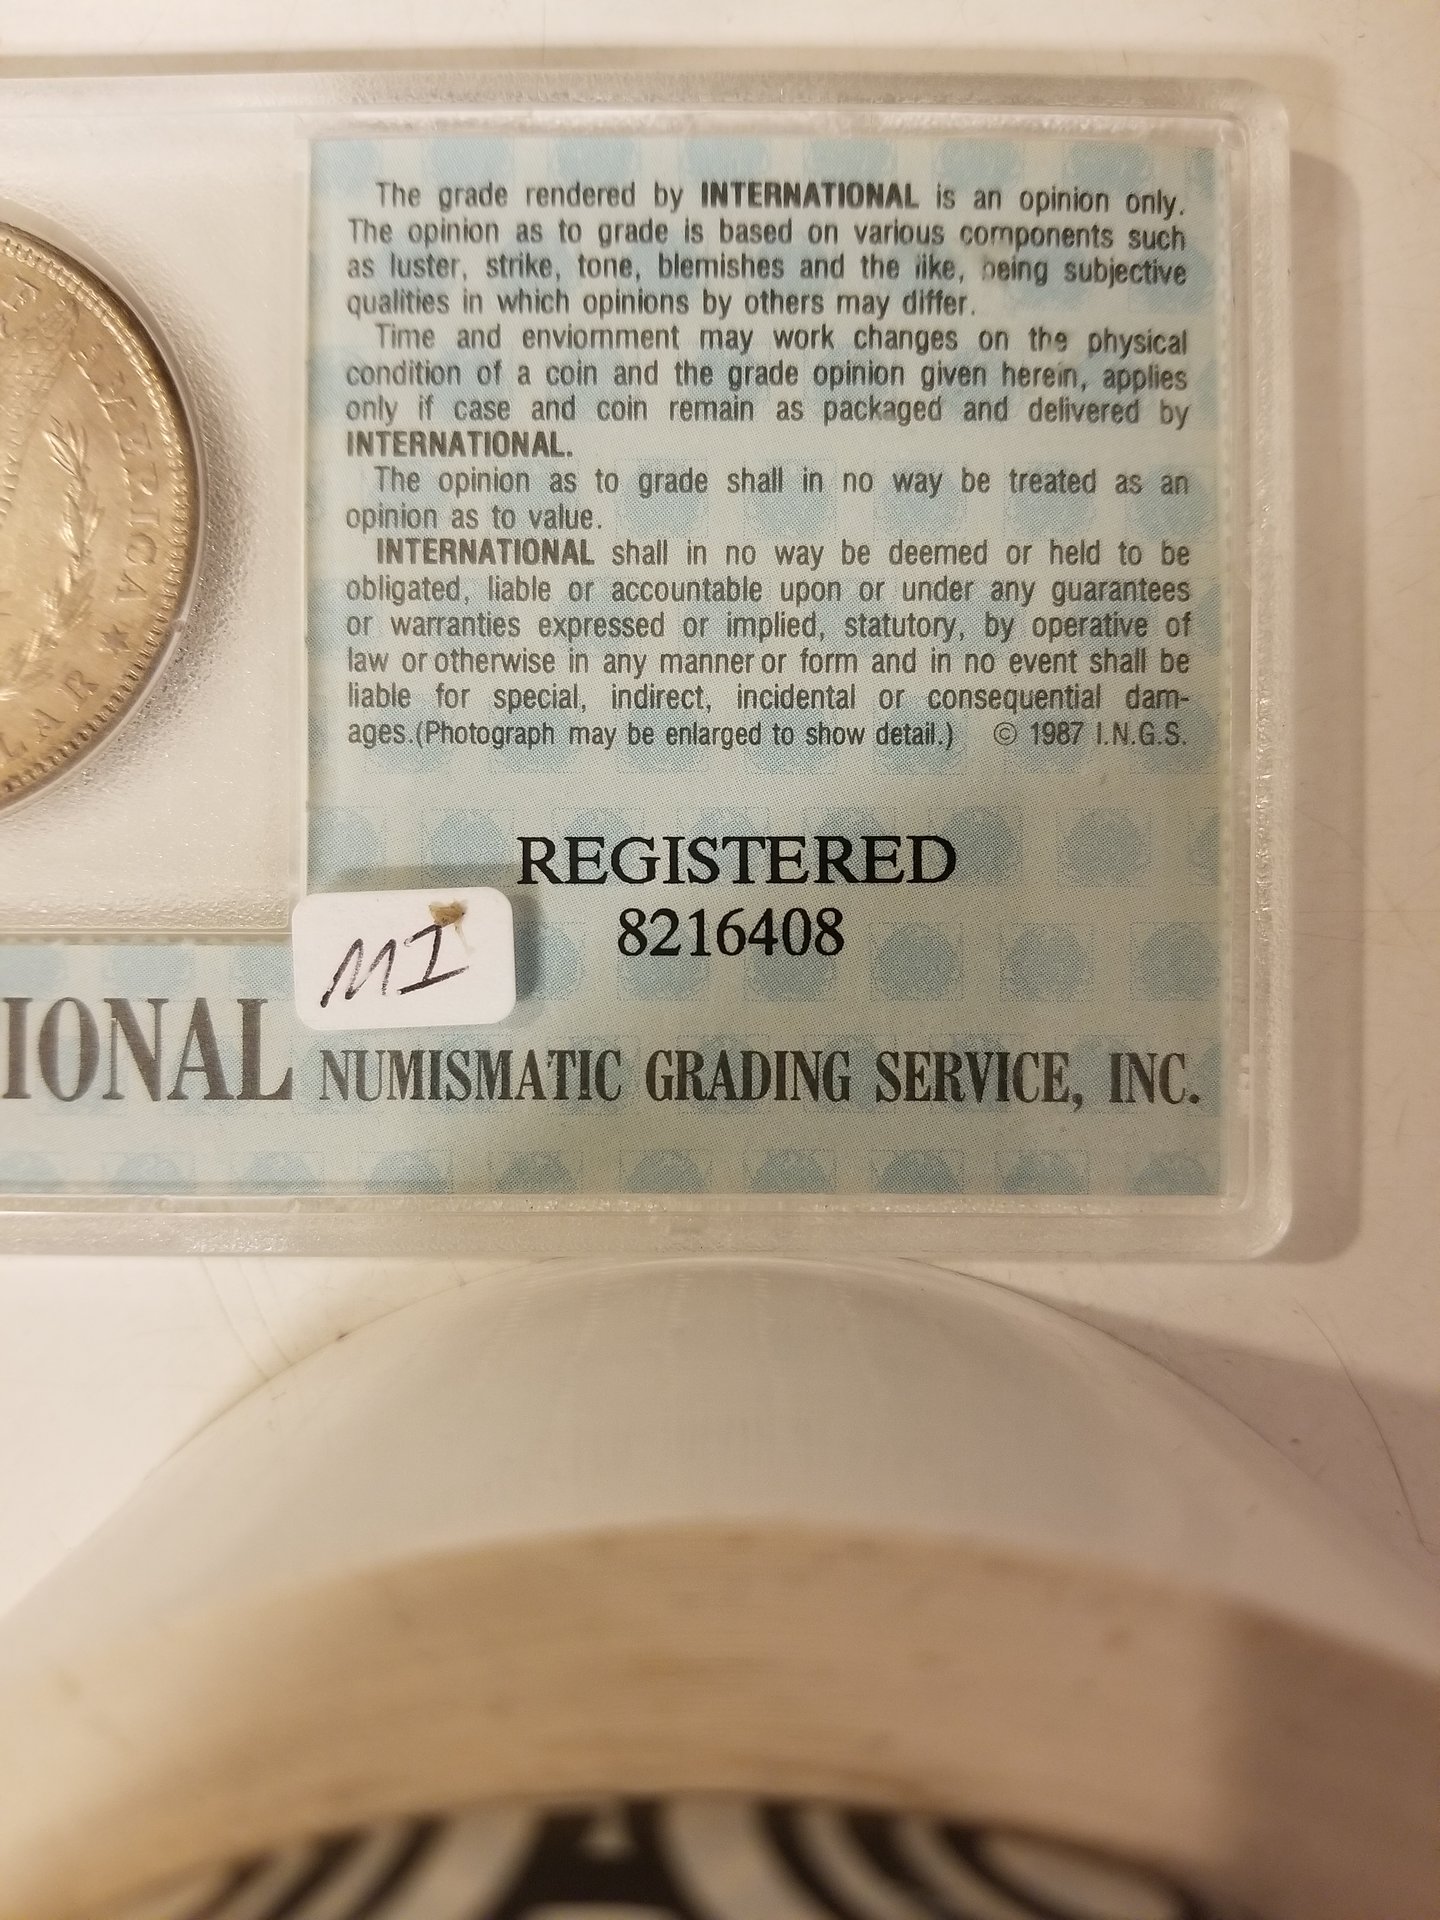 The grade rendered by INTERNATIONAL is an opinion only.
The opinion as to grade is based on various components such
as luster, strike, tone, blemishes and the like, being subjective
qualities in which opinions by others may differ.
Time and enviornment may work changes on the physical
condition of a coin and the grade opinion given herein, applies
only if case and coin remain as packaged and delivered by
INTERNATIONAL.
The opinion as to grade shall in no way be treated as an
opinion as to value.
INTERNATIONAL shall in no way be deemed or held to be
obligated, liable or accountable upon or under any guarantees
or warranties expressed or implied, statutory, by operative of
law or otherwise in any manner or form and in no event shall be
liable for special, indirect, incidental or consequential dam-
ages.(Photograph may be enlarged to show detail.) © 1987 I.N.G.S.
REGISTERED
8216408
MI
IONAL NUMISMATIC GRADING SERVICE, INC.
F AMERICA
LAR